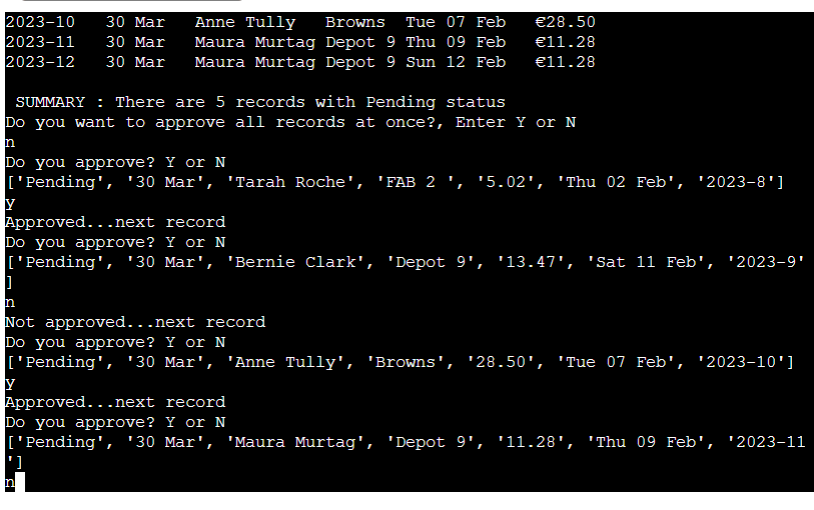 2023-10   30 Mar   Anne Tully   Browns  Tue 07 Feb   €28.50
2023-11   30 Mar   Maura Murtag Depot 9 Thu 09 Feb   €11.28
2023-12   30 Mar   Maura Murtag Depot 9 Sun 12 Feb   €11.28
SUMMARY : There are 5 records with Pending status
Do you want to approve all records at once?, Enter Y or N
n
Do you approve? Y or N
['Pending', '30 Mar', 'Tarah Roche', 'FAB 2 ', '5.02', 'Thu 02 Feb', '2023-8']
y
Approved...next record
Do you approve? Y or N
['Pending', '30 Mar', 'Bernie Clark', 'Depot 9', '13.47', 'Sat 11 Feb', '2023-9'
]
n
Not approved...next record
Do you approve? Y or N
['Pending', '30 Mar', 'Anne Tully', 'Browns', '28.50', 'Tue 07 Feb', '2023-10']
y
Approved...next record
Do you approve? Y or N
['Pending', '30 Mar', 'Maura Murtag', 'Depot 9', '11.28', 'Thu 09 Feb', '2023-11
']
n